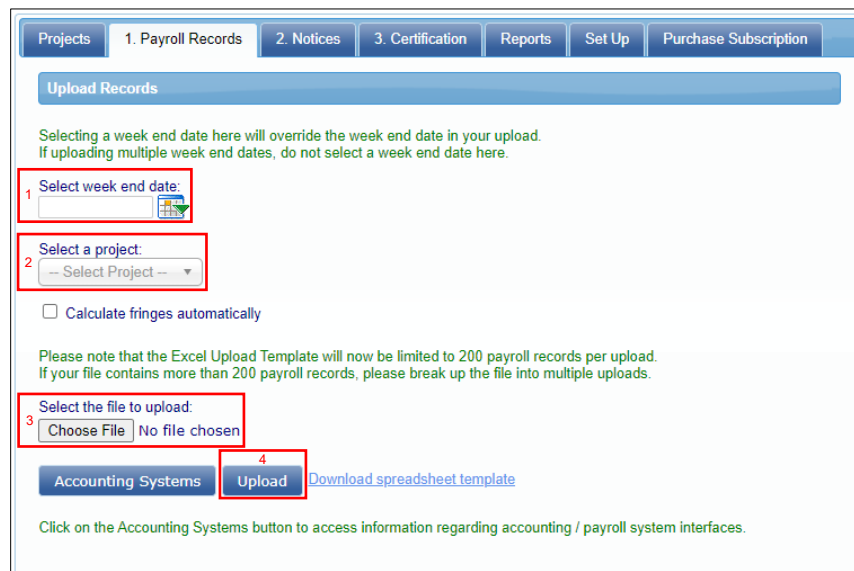 Projects 1. Payroll Records 2. Notices 3. Certification Reports Set Up Purchase Subscription
Upload Records
Selecting a week end date here will override the week end date in your upload.
If uploading multiple week end dates, do not select a week end date here.
1 Select week end date:
Select a project:
2 -- Select Project --
Calculate fringes automatically
Please note that the Excel Upload Template will now be limited to 200 payroll records per upload.
If your file contains more than 200 payroll records, please break up the file into multiple uploads.
Select the file to upload:
3 Choose File No file chosen
4
Accounting Systems Upload Download spreadsheet template
Click on the Accounting Systems button to access information regarding accounting / payroll system interfaces.